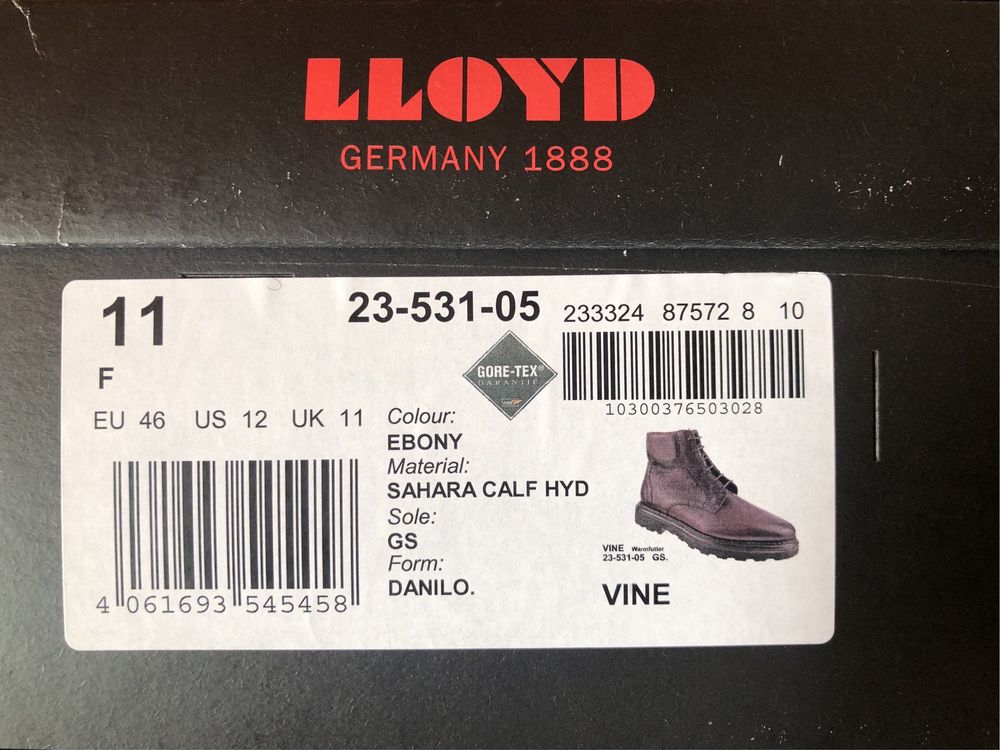 LLOYD
GERMANY 1888
11
23-531-05
233324 87572 8 10
F
GORE-TEX®
GARANTIE
10300376503028
EU 46 US 12 UK 11
Colour:
EBONY
Material:
SAHARA CALF HYD
Sole:
GS
Form:
DANILO.
4 061693 545458
VINE Warmfutter
23-531-05 GS.
VINE